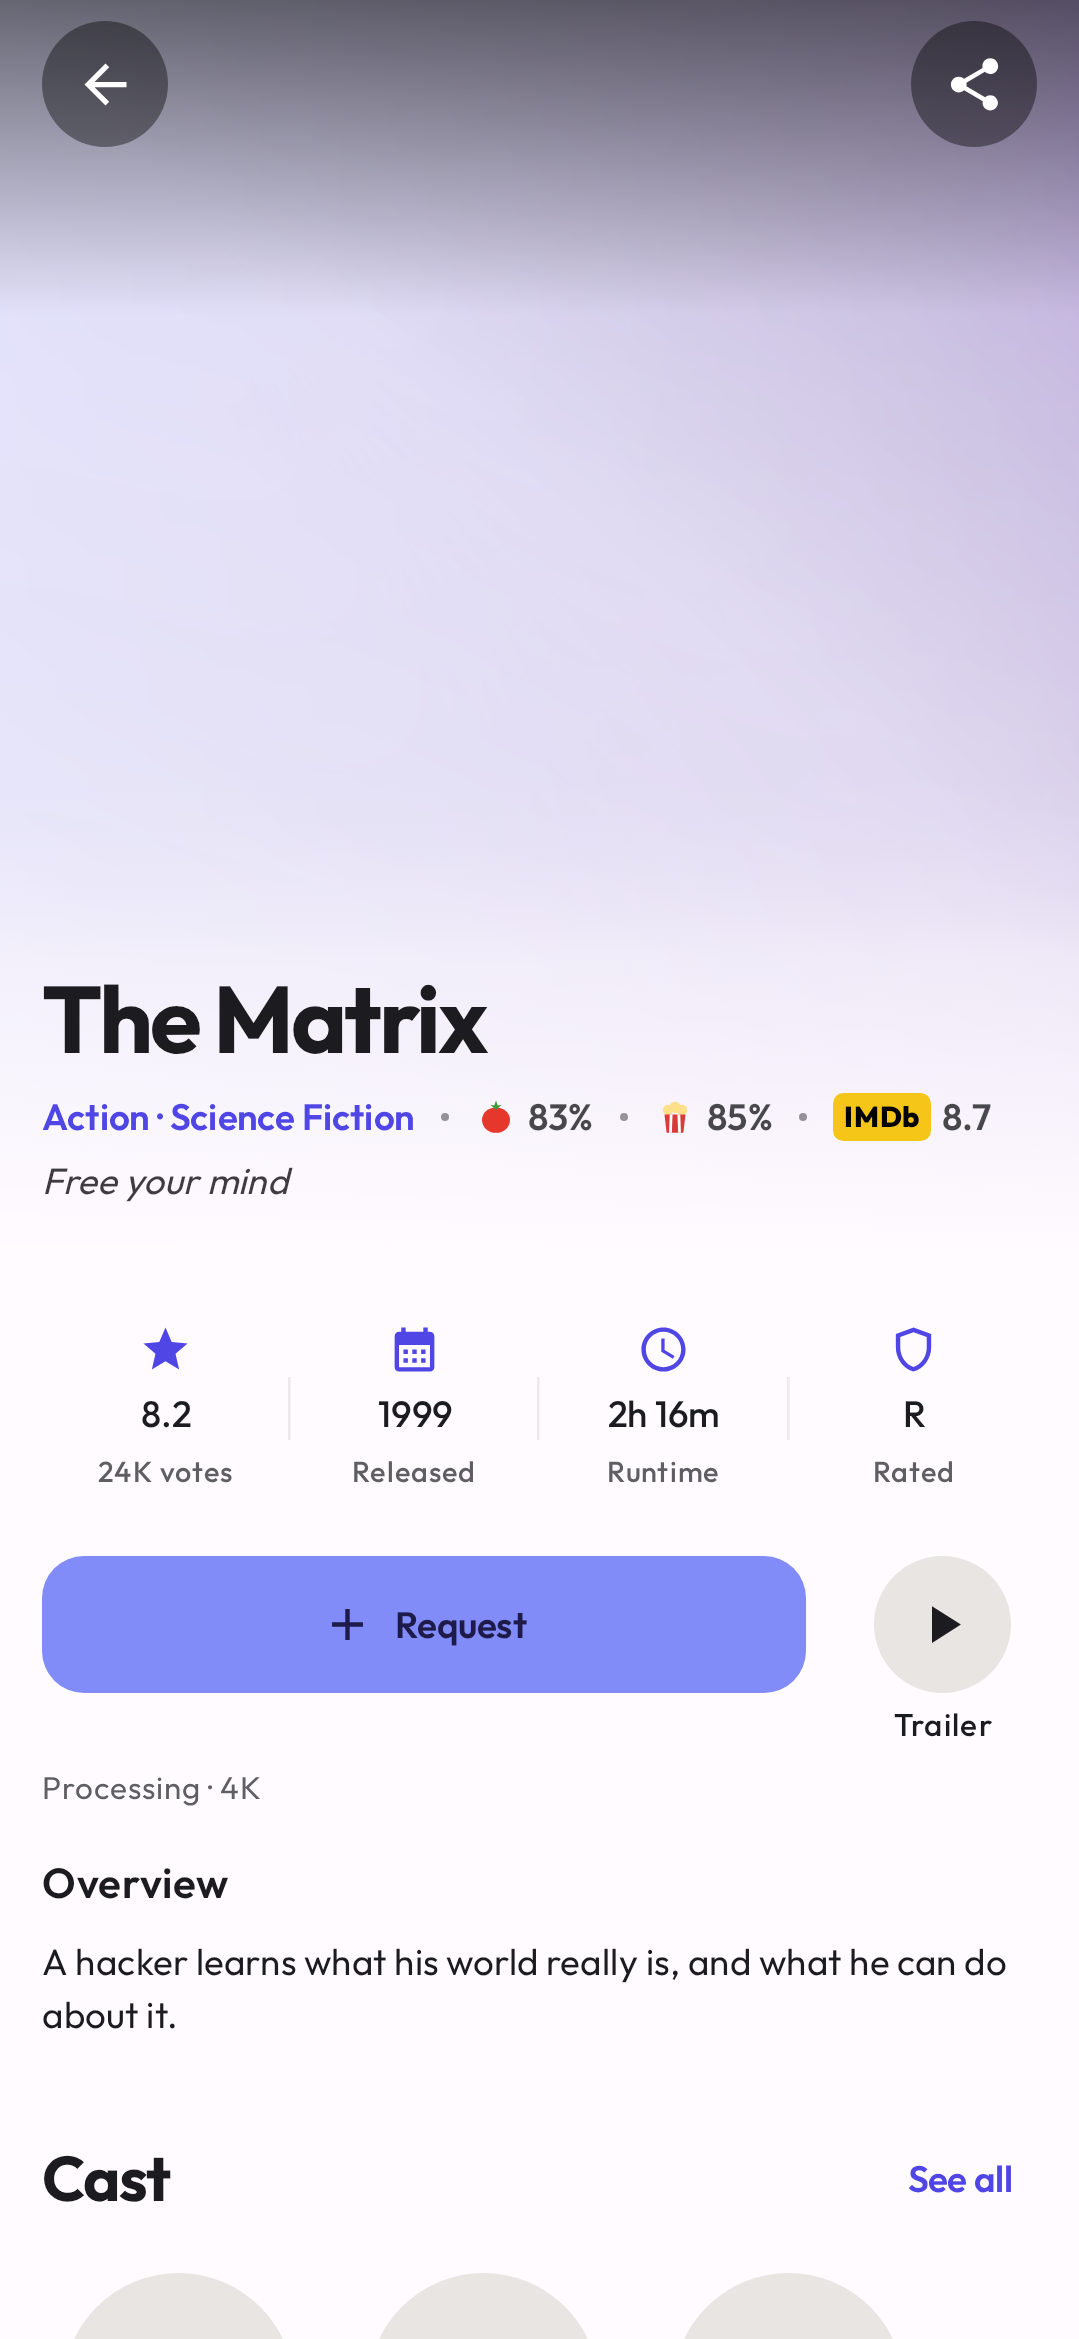 The Matrix
Action · Science Fiction • 83% • 85% • IMDb 8.7
Free your mind
8.2 1999 2h 16m R
24K votes Released Runtime Rated
Request
Trailer
Processing · 4K
Overview
A hacker learns what his world really is, and what he can do
about it.
Cast See all